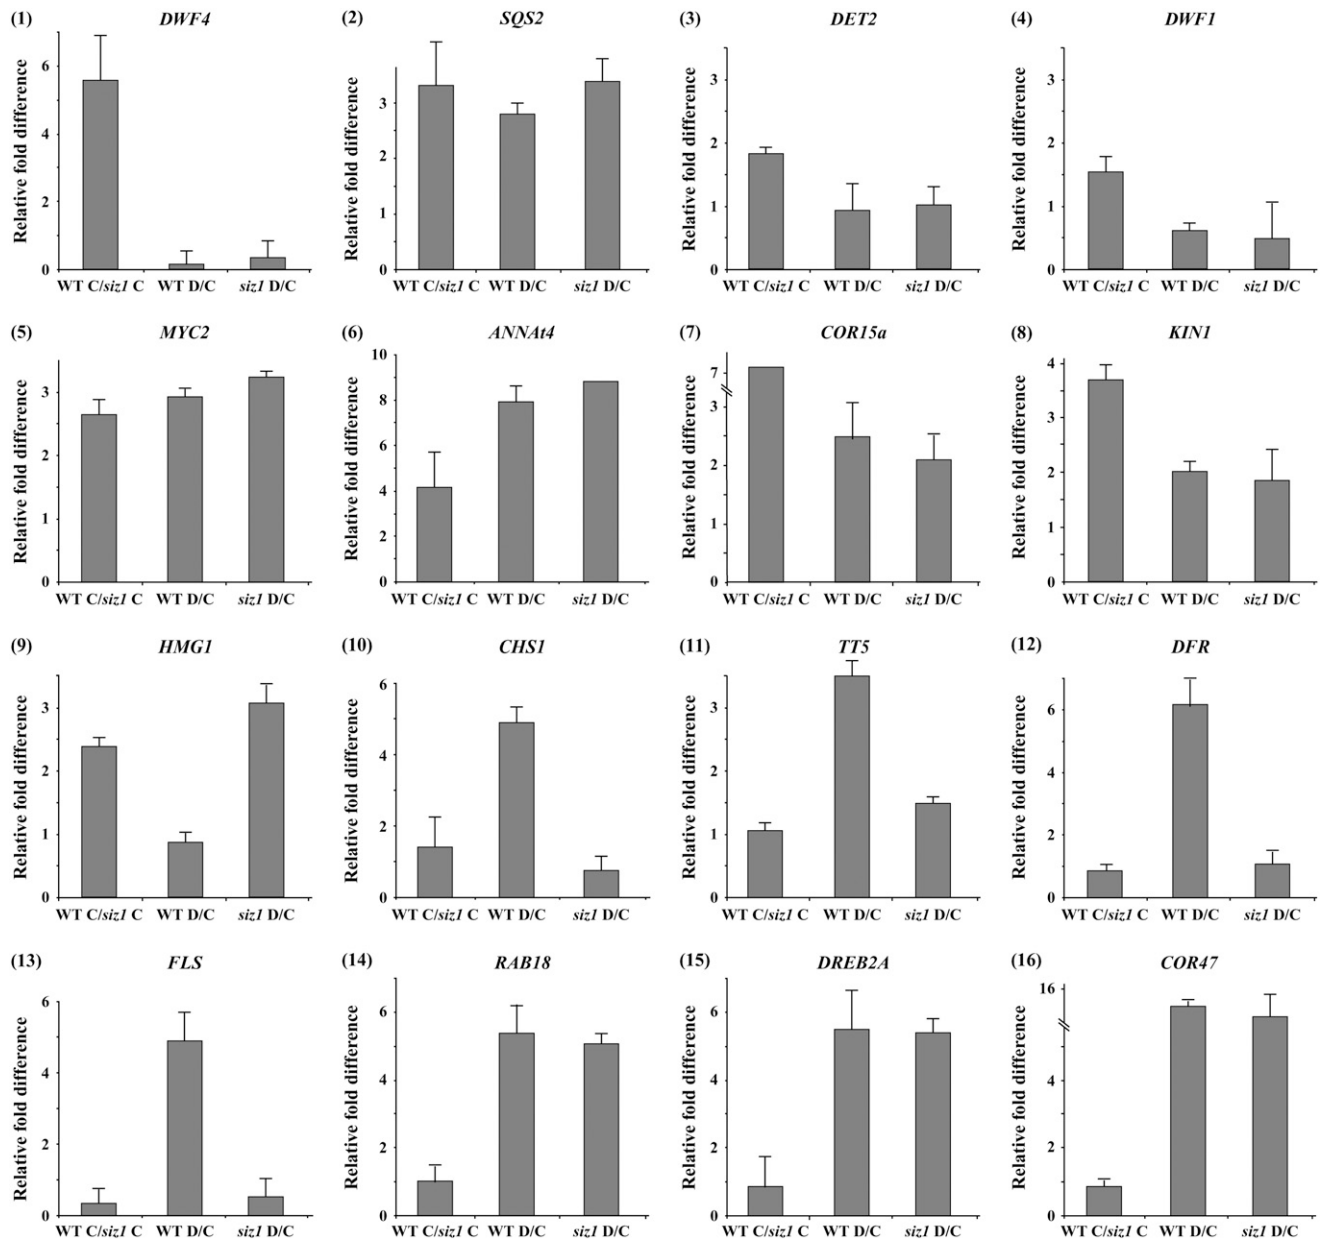 (1) DWF4
Relative fold difference
6
4
2
0
WT C/siz1 C WT D/C siz1 D/C
(2) SQS2
Relative fold difference
3
2
1
0
WT C/siz1 C WT D/C siz1 D/C
(3) DET2
Relative fold difference
3
2
1
0
WT C/siz1 C WT D/C siz1 D/C
(4) DWF1
Relative fold difference
3
2
1
0
WT C/siz1 C WT D/C siz1 D/C
(5) MYC2
Relative fold difference
3
2
1
0
WT C/siz1 C WT D/C siz1 D/C
(6) ANNAt4
Relative fold difference
10
8
6
4
2
0
WT C/siz1 C WT D/C siz1 D/C
(7) COR15a
Relative fold difference
7
3
2
1
0
WT C/siz1 C WT D/C siz1 D/C
(8) KIN1
Relative fold difference
4
3
2
1
0
WT C/siz1 C WT D/C siz1 D/C
(9) HMG1
Relative fold difference
3
2
1
0
WT C/siz1 C WT D/C siz1 D/C
(10) CHS1
Relative fold difference
6
4
2
0
WT C/siz1 C WT D/C siz1 D/C
(11) TT5
Relative fold difference
3
2
1
0
WT C/siz1 C WT D/C siz1 D/C
(12) DFR
Relative fold difference
6
4
2
0
WT C/siz1 C WT D/C siz1 D/C
(13) FLS
Relative fold difference
6
4
2
0
WT C/siz1 C WT D/C siz1 D/C
(14) RAB18
Relative fold difference
6
4
2
0
WT C/siz1 C WT D/C siz1 D/C
(15) DREB2A
Relative fold difference
6
4
2
0
WT C/siz1 C WT D/C siz1 D/C
(16) COR47
Relative fold difference
16
4
2
0
WT C/siz1 C WT D/C siz1 D/C